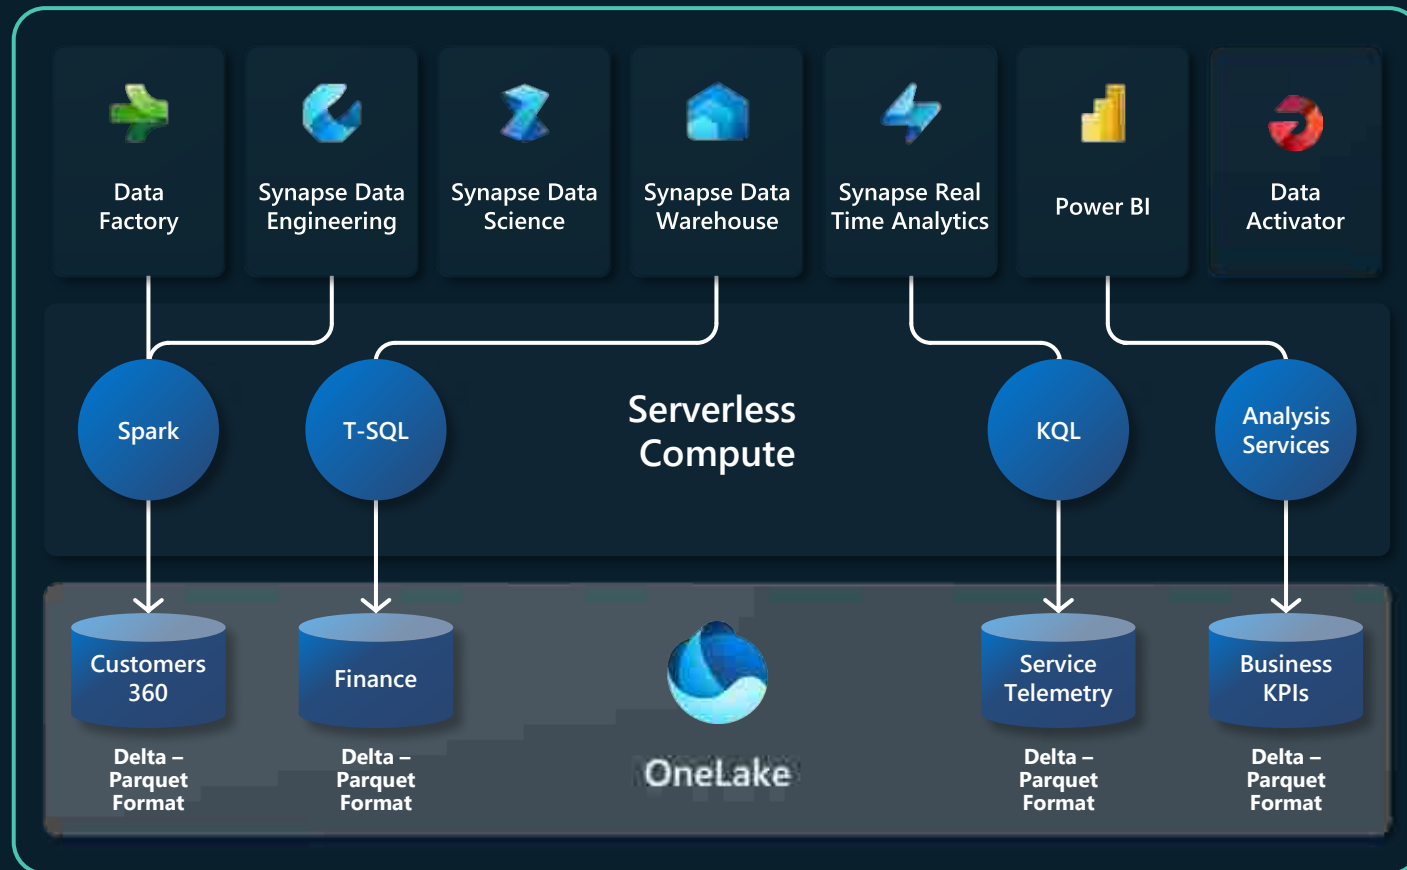 Data
Factory
Synapse Data
Engineering
Synapse Data
Science
Synapse Data
Warehouse
Synapse Real
Time Analytics
Power BI
Data
Activator
Spark
T-SQL
Serverless
Compute
KQL
Analysis
Services
Customers
360
Finance
Service
Telemetry
Business
KPIs
Delta –
Parquet
Format
Delta –
Parquet
Format
OneLake
Delta –
Parquet
Format
Delta –
Parquet
Format